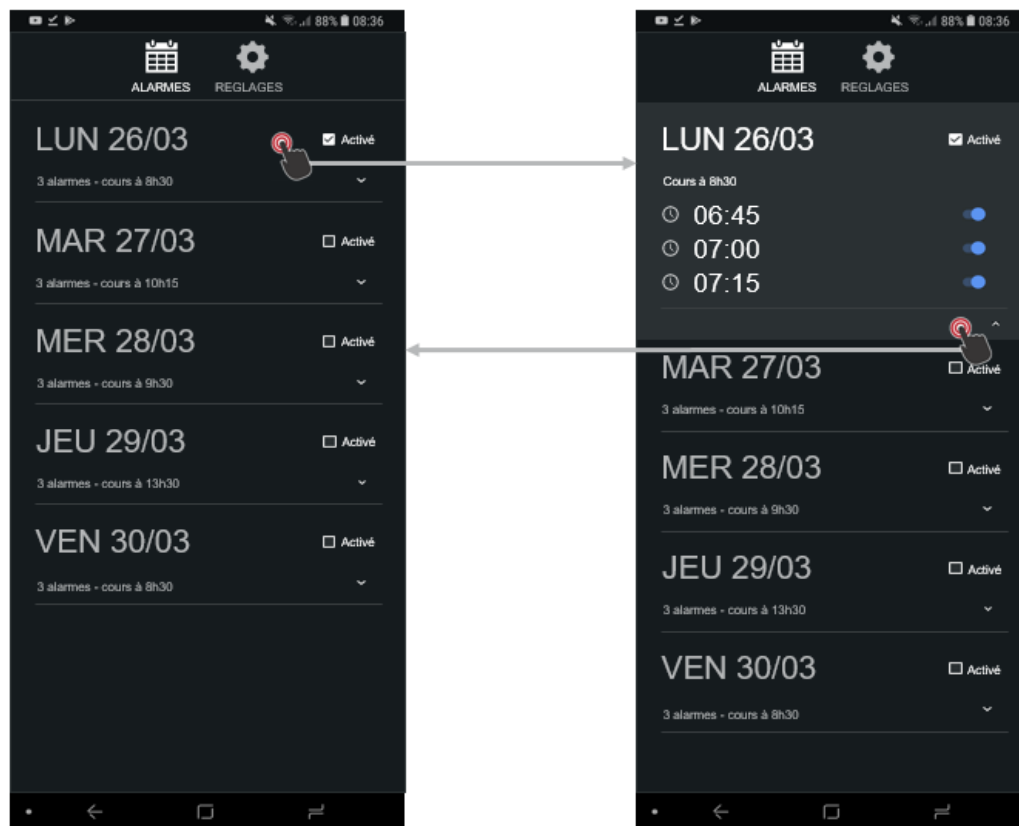 88% 08:36
ALARMES REGLAGES
LUN 26/03 Activé
3 alarmes - cours à 8h30
MAR 27/03 Activé
3 alarmes - cours à 10h15
MER 28/03 Activé
3 alarmes - cours à 9h30
JEU 29/03 Activé
3 alarmes - cours à 13h30
VEN 30/03 Activé
3 alarmes - cours à 8h30
88% 08:36
ALARMES REGLAGES
LUN 26/03 Activé
Cours à 8h30
06:45
07:00
07:15
MAR 27/03 Activé
3 alarmes - cours à 10h15
MER 28/03 Activé
3 alarmes - cours à 9h30
JEU 29/03 Activé
3 alarmes - cours à 13h30
VEN 30/03 Activé
3 alarmes - cours à 8h30